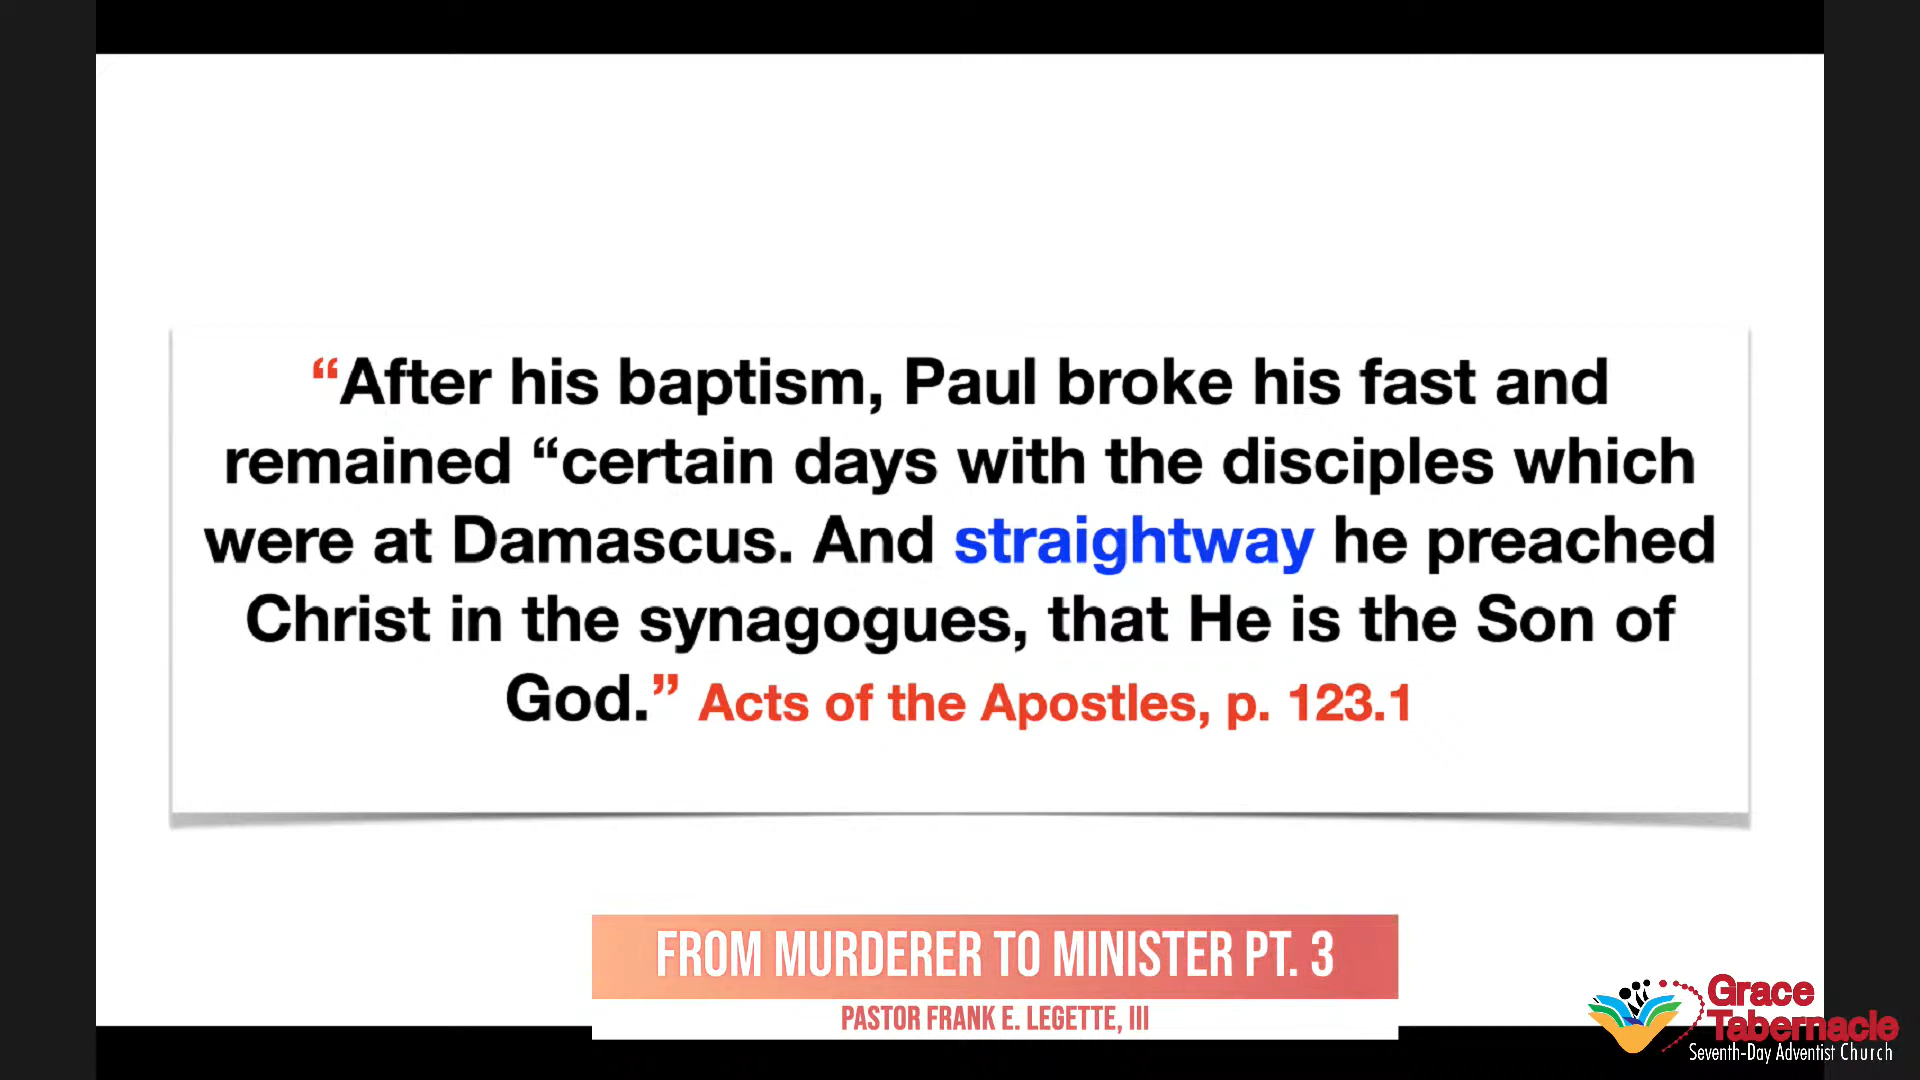 “After his baptism, Paul broke his fast and
remained “certain days with the disciples which
were at Damascus. And straightway he preached
Christ in the synagogues, that He is the Son of
God.” Acts of the Apostles, p. 123.1
FROM MURDERER TO MINISTER PT. 3
PASTOR FRANK E. LEGETTE, III
Grace
Tabernacle
Seventh-Day Adventist Church